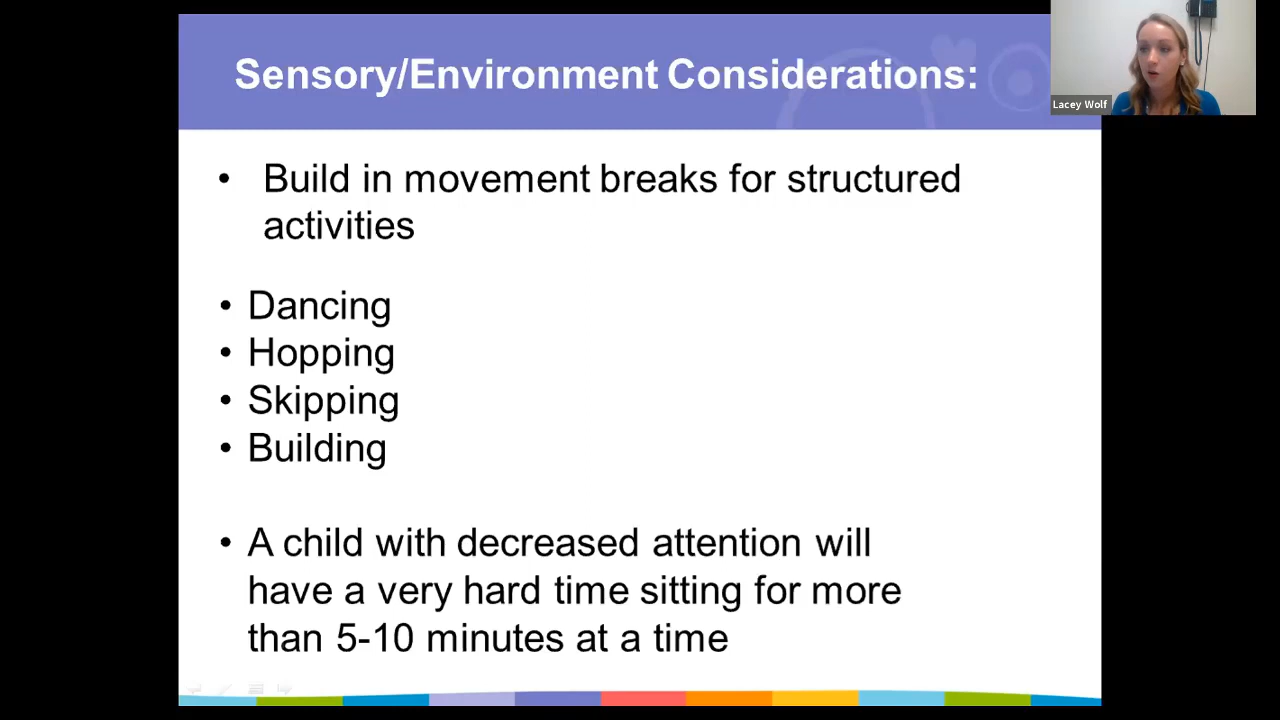 Sensory/Environment Considerations:
Lacey Wolf
• Build in movement breaks for structured
activities
• Dancing
• Hopping
• Skipping
• Building
• A child with decreased attention will
have a very hard time sitting for more
than 5-10 minutes at a time